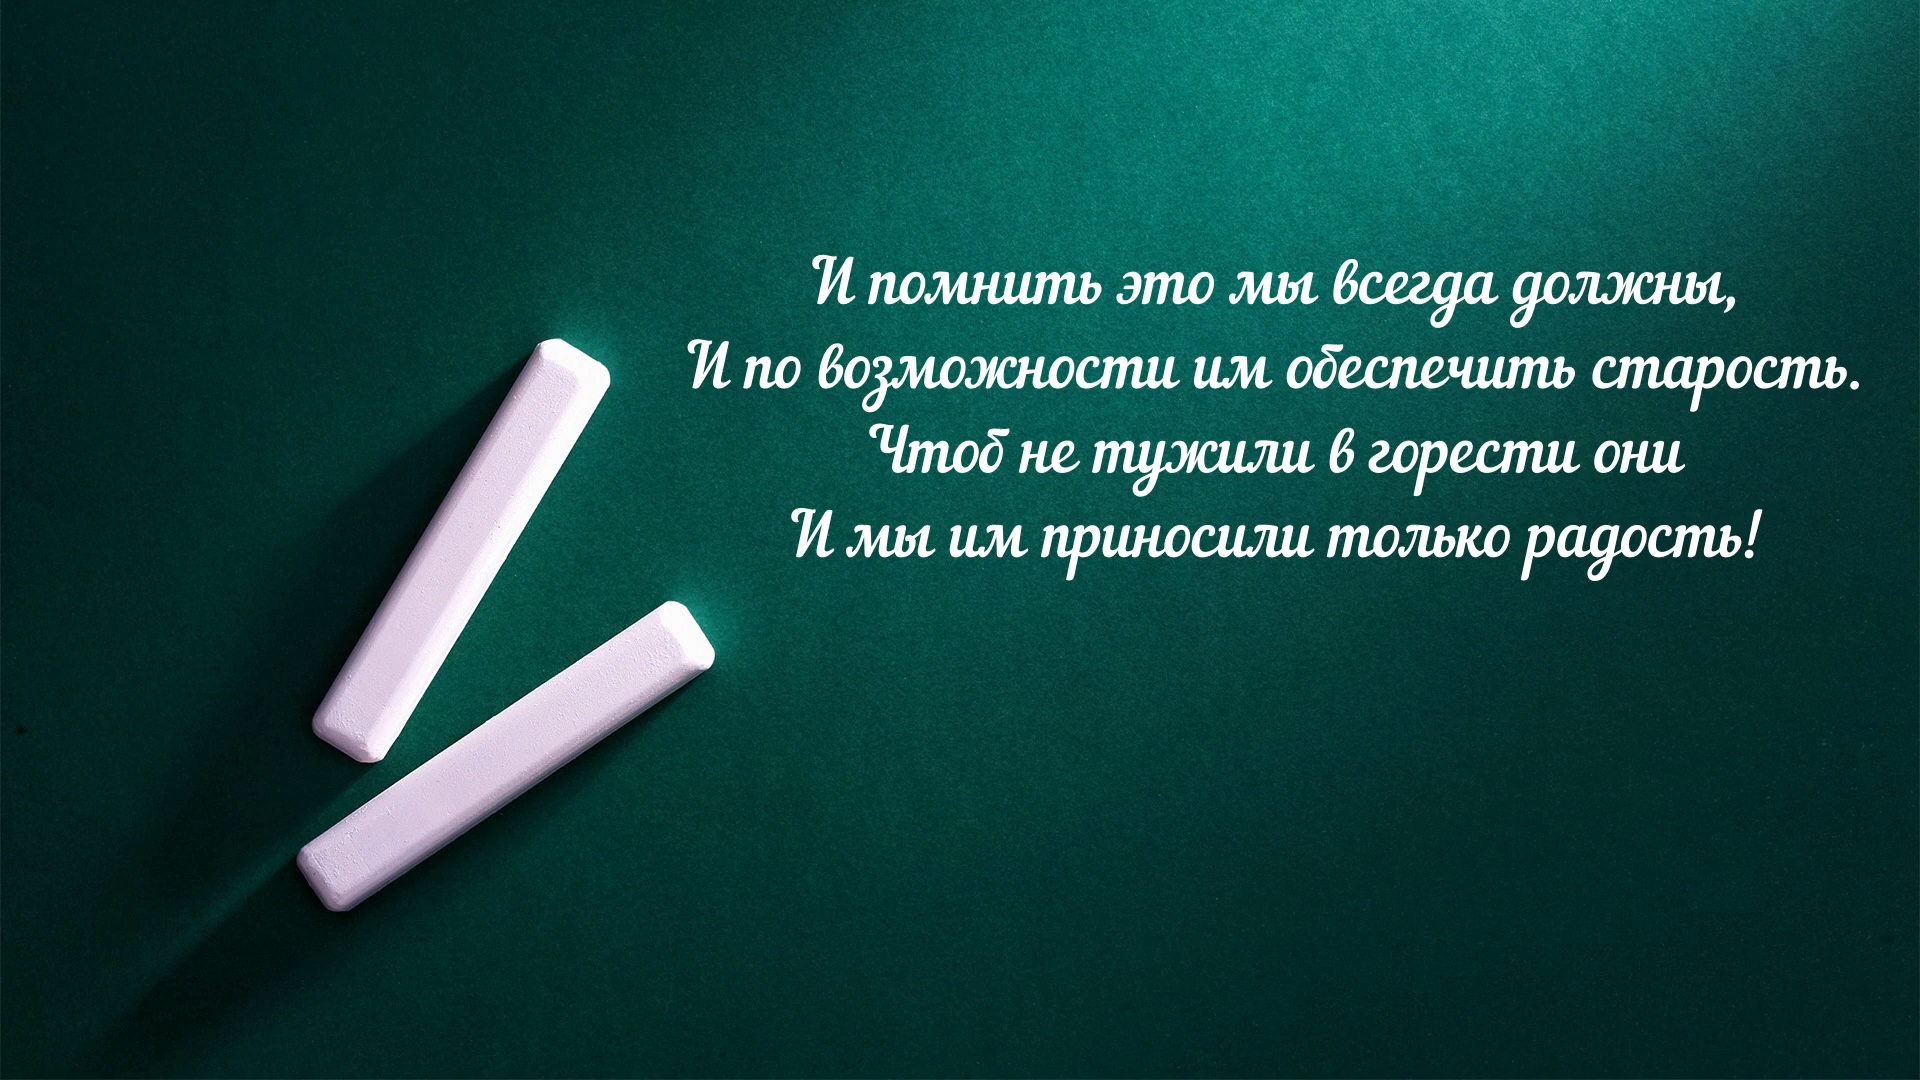 И помнить это мы всегда должны,
И по возможности им обеспечить старость.
Чтоб не тужили в горести они
И мы им приносили только радость!